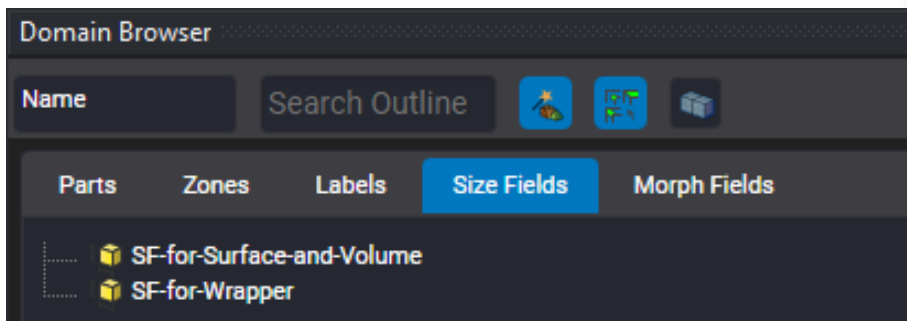 Domain Browser
Name Search Outline
Parts Zones Labels Size Fields Morph Fields
SF-for-Surface-and-Volume
SF-for-Wrapper